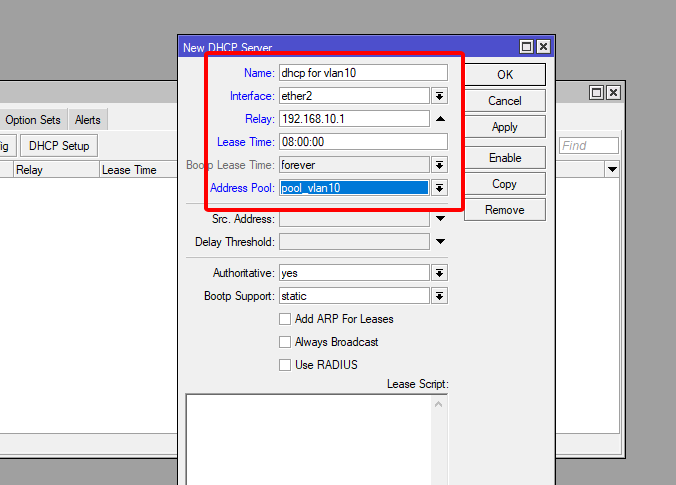 New DHCP Server
Name: dhcp for vlan10
OK
Interface: ether2
Cancel
Relay: 192.168.10.1
Apply
Lease Time: 08:00:00
Bootp Lease Time: forever
Enable
Address Pool: pool_vlan10
Copy
Remove
Src. Address:
Delay Threshold:
Authoritative: yes
Bootp Support: static
Add ARP For Leases
Always Broadcast
Use RADIUS
Lease Script:
Option Sets Alerts
DHCP Setup
Find
Relay Lease Time